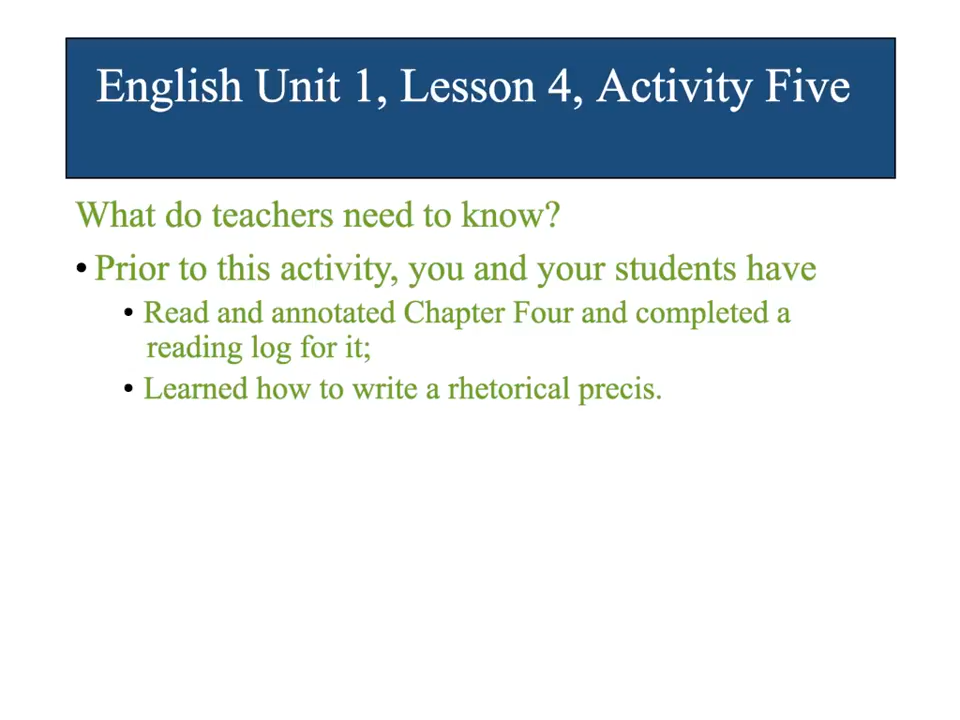 English Unit 1, Lesson 4, Activity Five
What do teachers need to know?
• Prior to this activity, you and your students have
• Read and annotated Chapter Four and completed a
reading log for it;
• Learned how to write a rhetorical precis.